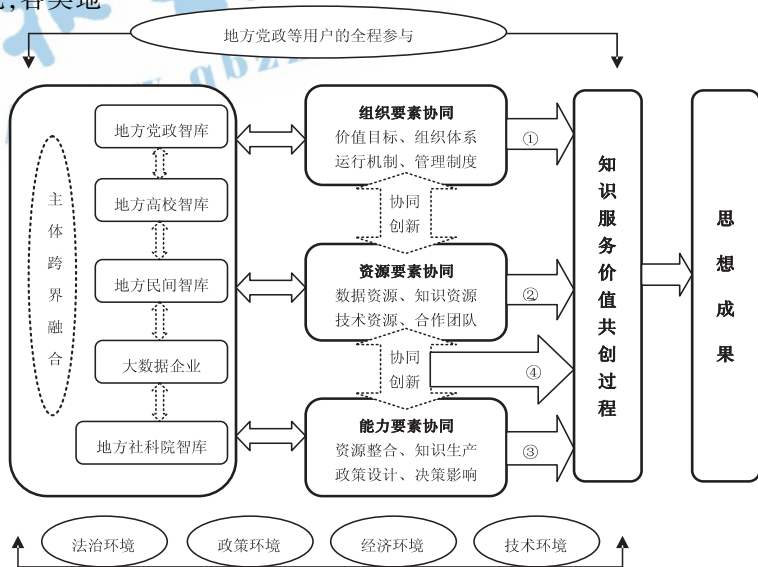 地方党政等用户的全程参与
主体跨界融合
地方党政智库
地方高校智库
地方民间智库
大数据企业
地方社科院智库
组织要素协同
价值目标、组织体系
运行机制、管理制度
①
协同
创新
资源要素协同
数据资源、知识资源
技术资源、合作团队
②
协同
创新
④
能力要素协同
资源整合、知识生产
政策设计、决策影响
③
知识服务价值共创过程
思想成果
法治环境
政策环境
经济环境
技术环境